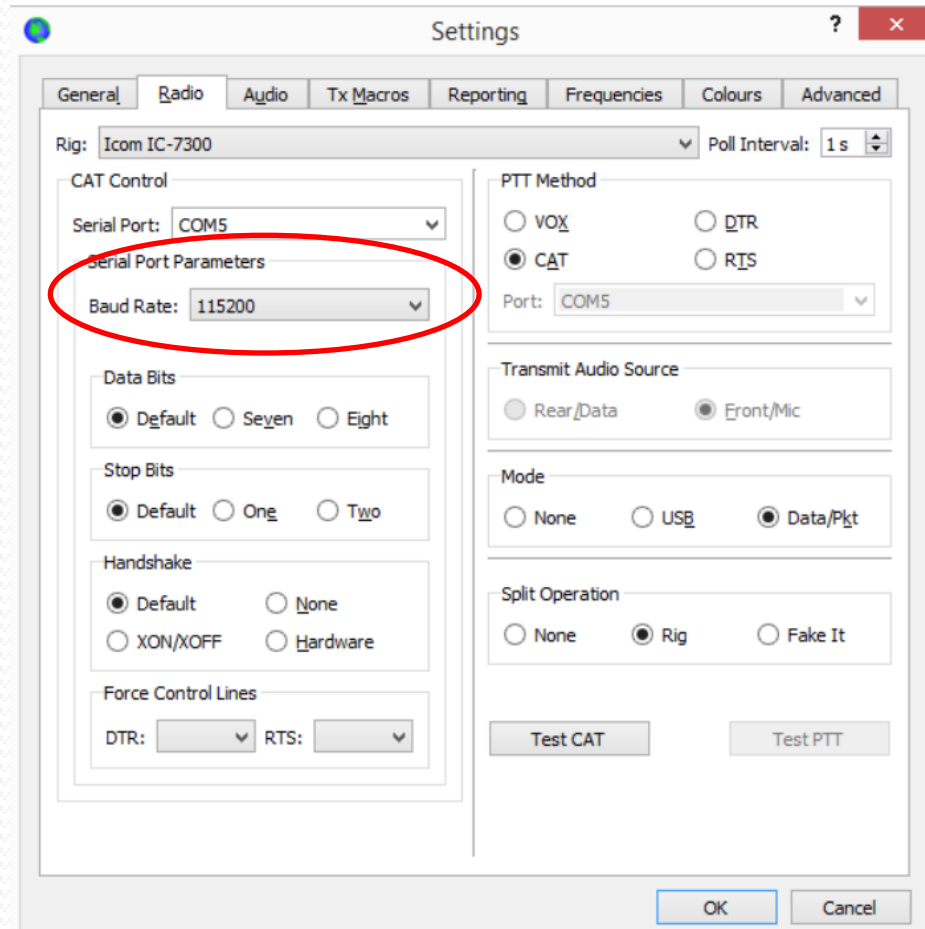 Settings
?
General Radio Audio Tx Macros Reporting Frequencies Colours Advanced
Rig: Icom IC-7300 Poll Interval: 1 s
CAT Control
Serial Port: COM5
Serial Port Parameters
Baud Rate: 115200
Data Bits
Default Seven Eight
Stop Bits
Default One Two
Handshake
Default None
XON/XOFF Hardware
Force Control Lines
DTR: RTS:
PTT Method
VOX DTR
CAT RTS
Port: COM5
Transmit Audio Source
Rear/Data Front/Mic
Mode
None USB Data/Pkt
Split Operation
None Rig Fake It
Test CAT Test PTT
OK Cancel